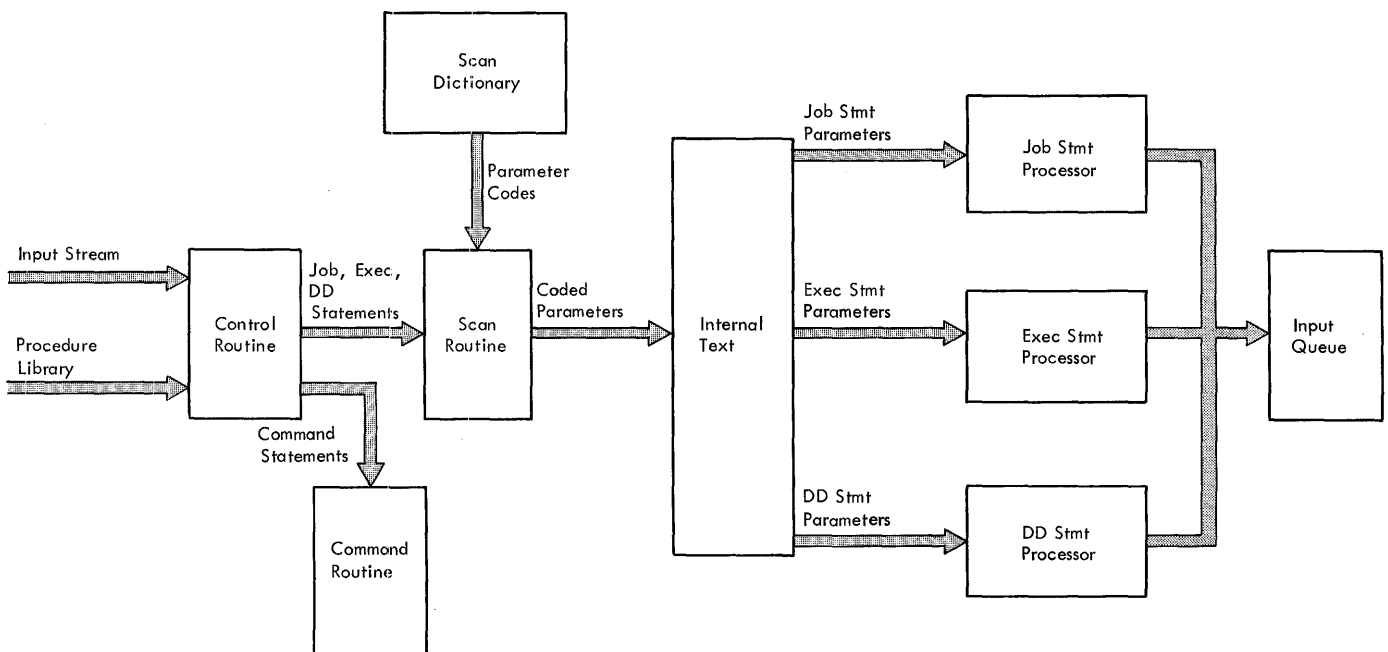 Scan
Dictionary
Parameter
Codes
Input Stream
Procedure
Library
Control
Routine
Job, Exec,
DD
Statements
Command
Statements
Command
Routine
Scan
Routine
Coded
Parameters
Internal
Text
Job Stmt
Parameters
Exec Stmt
Parameters
DD Stmt
Parameters
Job Stmt
Processor
Exec Stmt
Processor
DD Stmt
Processor
Input
Queue